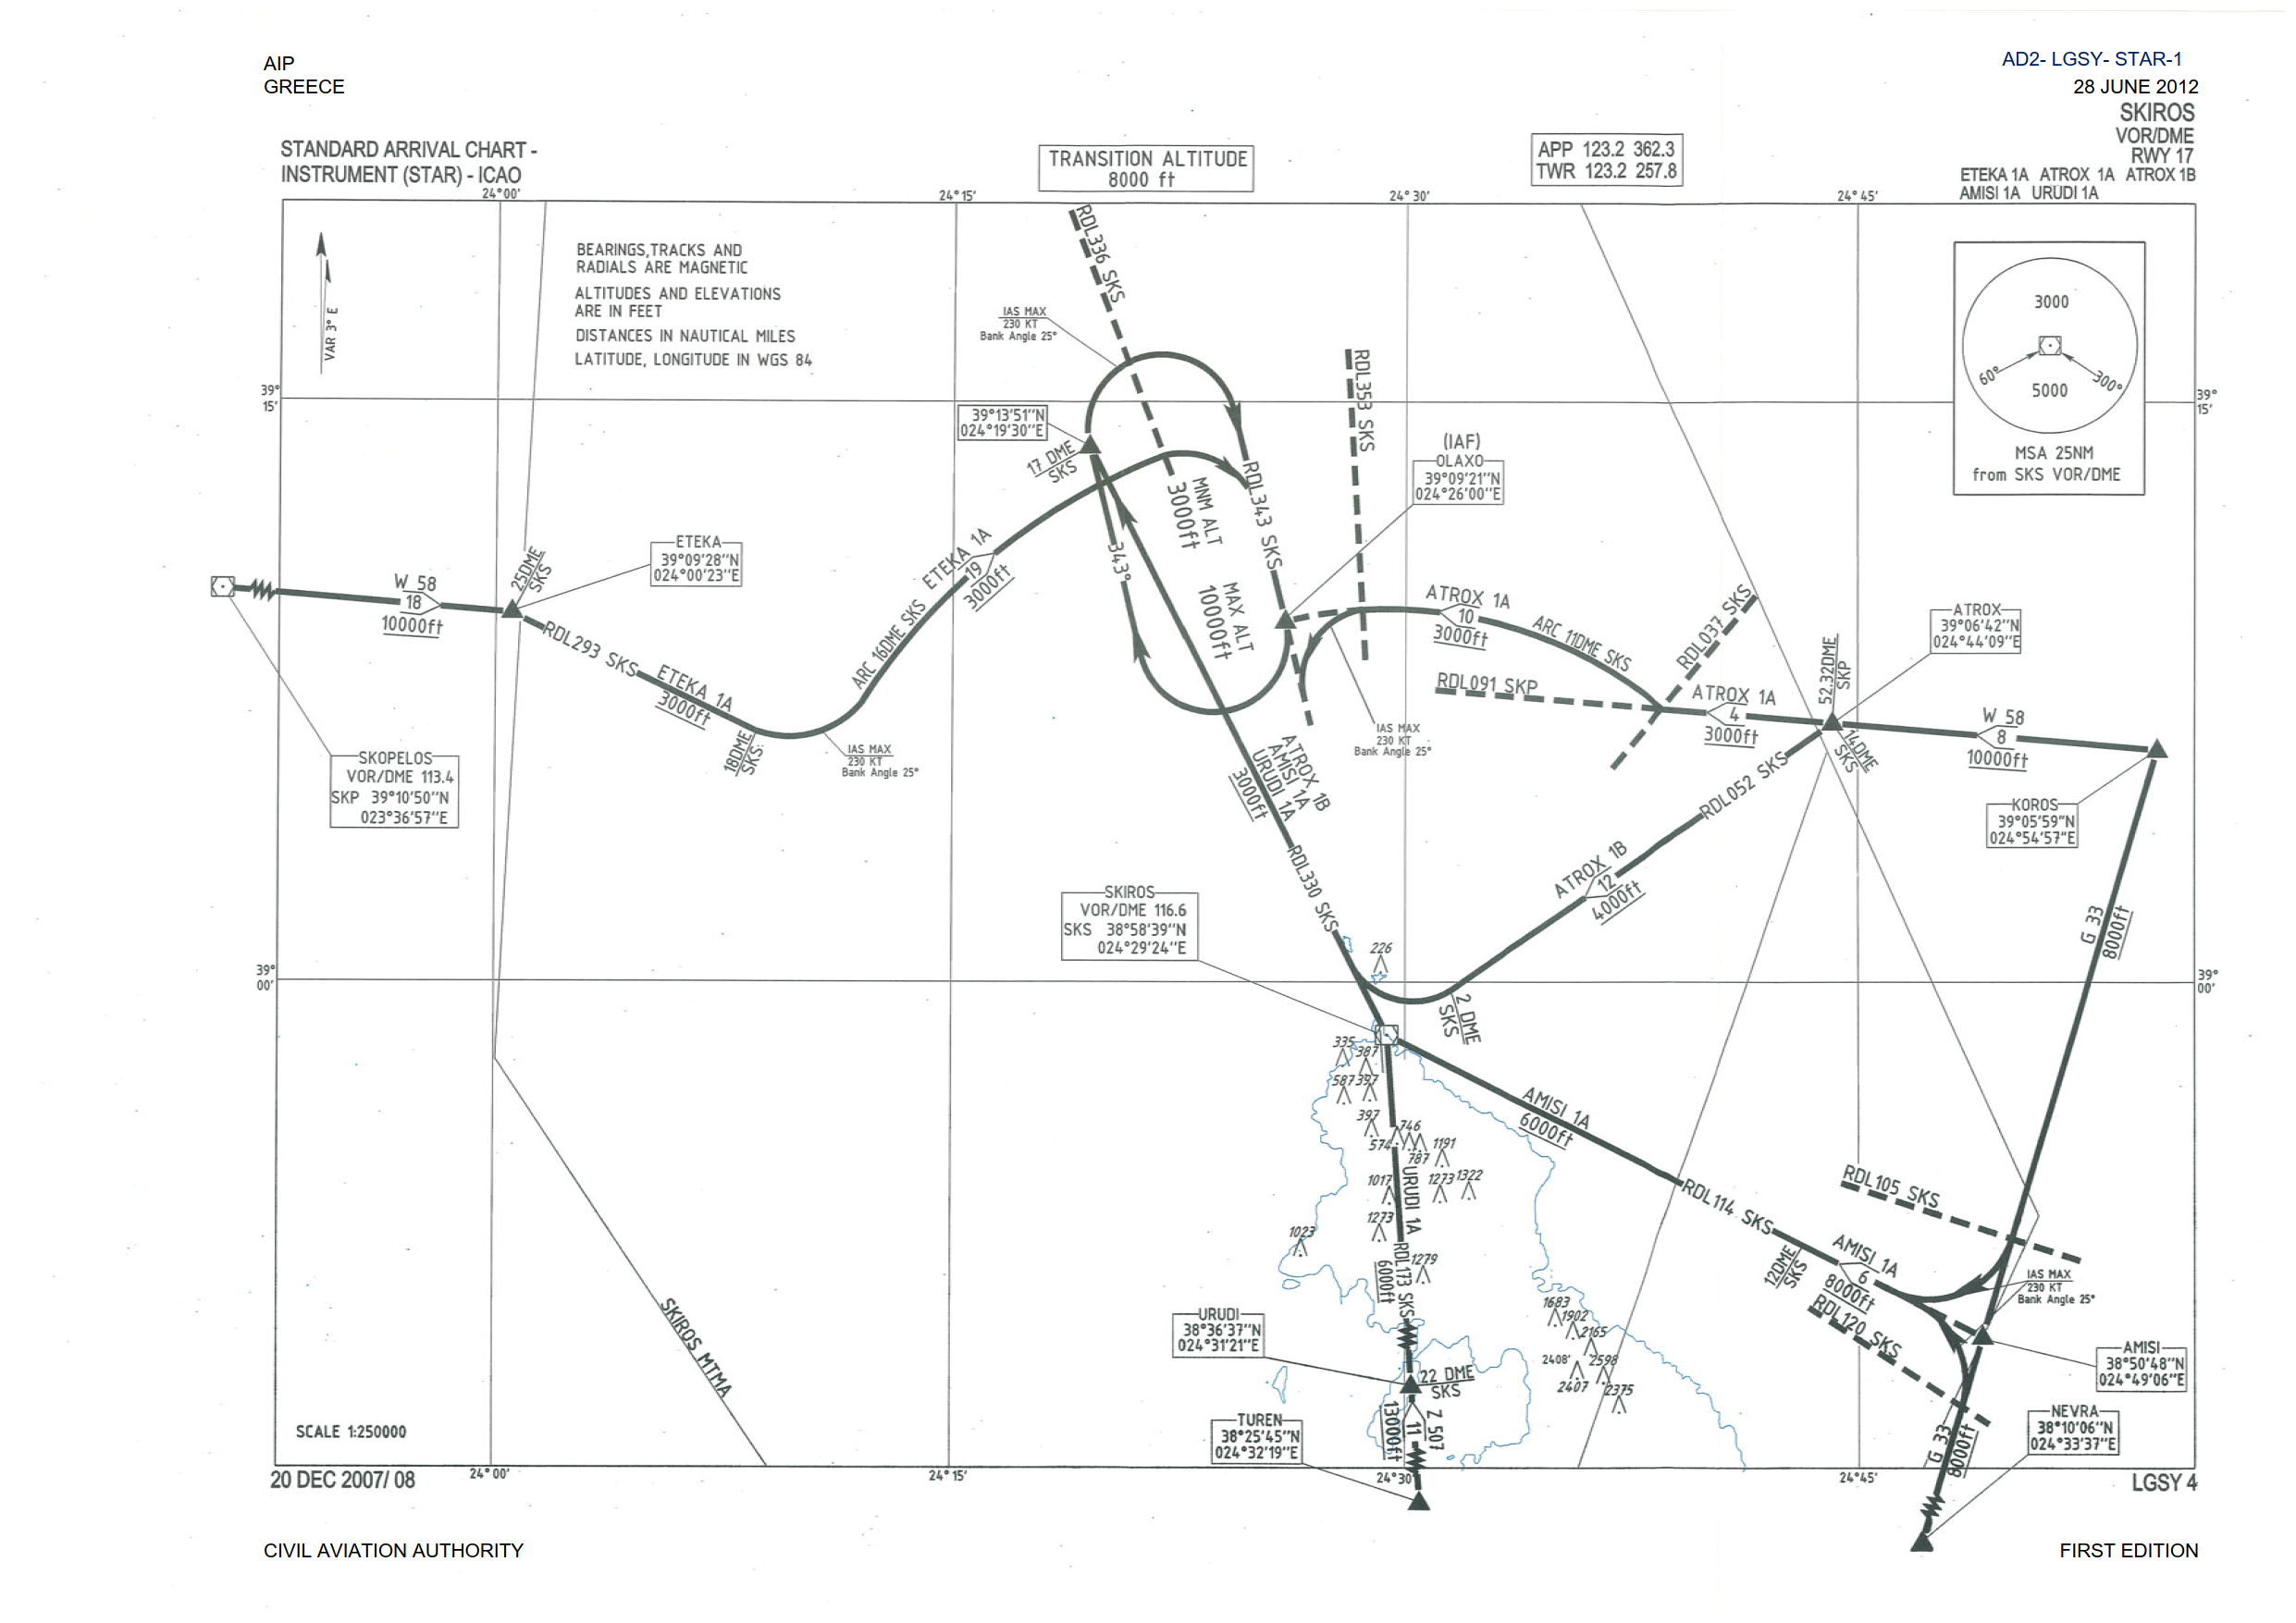 AIP
GREECE
AD2- LGSY- STAR-1
28 JUNE 2012
SKIROS
VOR/DME
RWY 17
ETEKA 1A ATROX 1A ATROX 1B
AMISI 1A URUDI 1A
STANDARD ARRIVAL CHART -
INSTRUMENT (STAR) - ICAO
TRANSITION ALTITUDE
8000 ft
APP 123.2 362.3
TWR 123.2 257.8
24°00'
24°15'
24°30'
24°45'
VAR 3° E
BEARINGS,TRACKS AND
RADIALS ARE MAGNETIC
ALTITUDES AND ELEVATIONS
ARE IN FEET
DISTANCES IN NAUTICAL MILES
LATITUDE, LONGITUDE IN WGS 84
RDL336 SKS
IAS MAX
230 KT
Bank Angle 25°
RDL353 SKS
3000
60°
300°
5000
MSA 25NM
from SKS VOR/DME
39°
15'
39°
15'
39°13'51"N
024°19'30"E
17 DME
SKS
(IAF)
OLAXO
39°09'21"N
024°26'00"E
RDL343 SKS
MNM ALT
3000ft
MAX ALT
10000ft
343°
ETEKA
39°09'28"N
024°00'23"E
25DME
SKS
W 58
18
10000ft
RDL293 SKS
ETEKA 1A
3000ft
18DME
SKS
IAS MAX
230 KT
Bank Angle 25°
ARC 16DME SKS
ETEKA 1A
19
3000ft
ATROX 1A
10
3000ft
ARC 11DME SKS
RDL037 SKS
RDL091 SKP
ATROX 1A
4
3000ft
52.32DME
SKP
ATROX
39°06'42"N
024°44'09"E
W 58
8
10000ft
14DME
SKS
IAS MAX
230 KT
Bank Angle 25°
SKOPELOS
VOR/DME 113.4
SKP 39°10'50"N
023°36'57"E
KOROS
39°05'59"N
024°54'57"E
ATROX 1B
AMISI 1A
URUDI 1A
3000ft
RDL330 SKS
RDL052 SKS
ATROX 1B
12
4000ft
G 33
8000ft
SKIROS
VOR/DME 116.6
SKS 38°58'39"N
024°29'24"E
39°
00'
39°
00'
226
2 DME
SKS
335
387
587
397
397
746
574
787
1191
1017
1273
1322
1273
1023
1279
URUDI 1A
RDL173 SKS
6000ft
AMISI 1A
6000ft
RDL114 SKS
RDL105 SKS
12DME
SKS
AMISI 1A
6
8000ft
RDL120 SKS
IAS MAX
230 KT
Bank Angle 25°
1683
1902
2165
2408'
2598
2407
2375
URUDI
38°36'37"N
024°31'21"E
22 DME
SKS
AMISI
38°50'48"N
024°49'06"E
TUREN
38°25'45"N
024°32'19"E
13000ft
11
Z 507
NEVRA
38°10'06"N
024°33'37"E
G 33
8000ft
SKIROS MTMA
SCALE 1:250000
24°00'
24°15'
24°30'
24°45'
20 DEC 2007/ 08
LGSY 4
CIVIL AVIATION AUTHORITY
FIRST EDITION